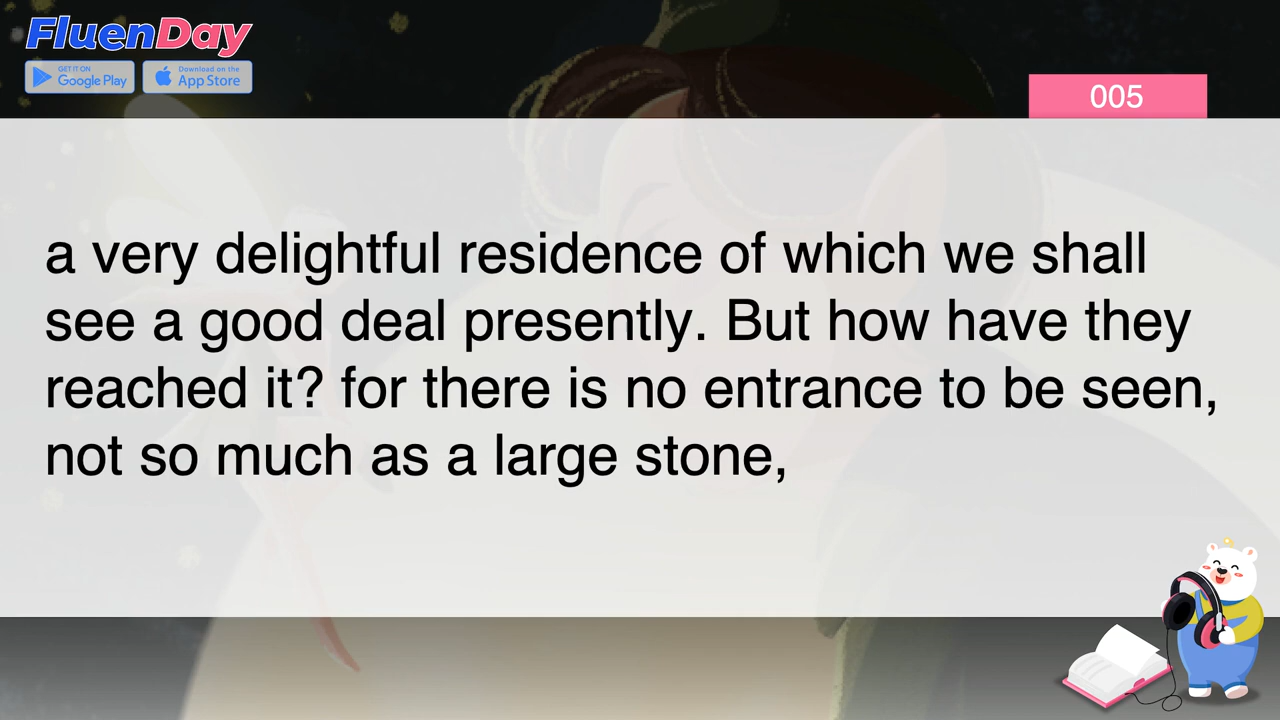 FluenDay
GET IT ON
Google Play
Download on the
App Store
005
a very delightful residence of which we shall
see a good deal presently. But how have they
reached it? for there is no entrance to be seen,
not so much as a large stone,